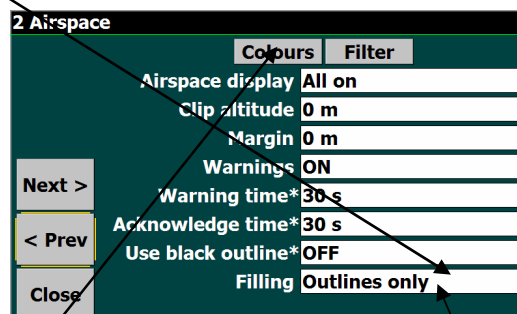 2 Airspace
Colours Filter
Airspace display All on
Clip altitude 0 m
Margin 0 m
Warnings ON
Next >
Warning time* 30 s
Acknowledge time* 30 s
< Prev
Use black outline* OFF
Filling Outlines only
Close